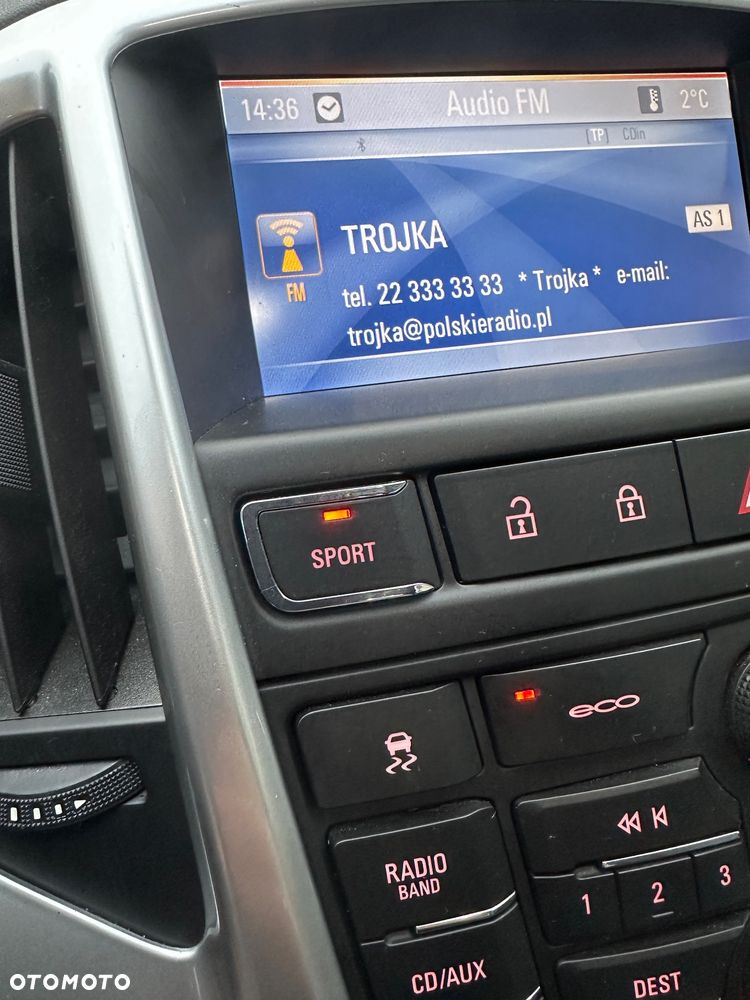 14:36 Audio FM 2°C
[TP] CDin
TROJKA AS 1
FM
tel. 22 333 33 33 * Trojka * e-mail:
trojka@polskieradio.pl
SPORT
eco
RADIO
BAND
1 2 3
CD/AUX
DEST
OTOMOTO